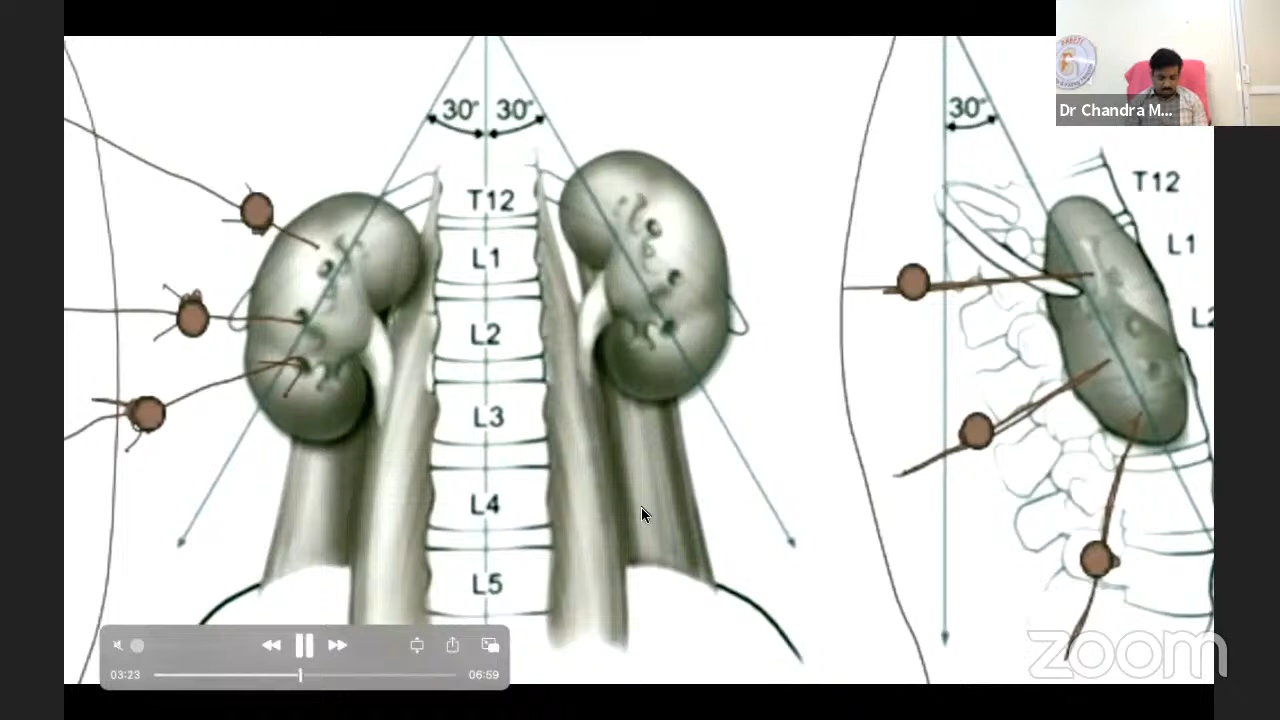 30° 30°
T12
L1
L2
L3
L4
L5
30°
T12
L1
L2
Dr Chandra M...
03:23
06:59
zoom